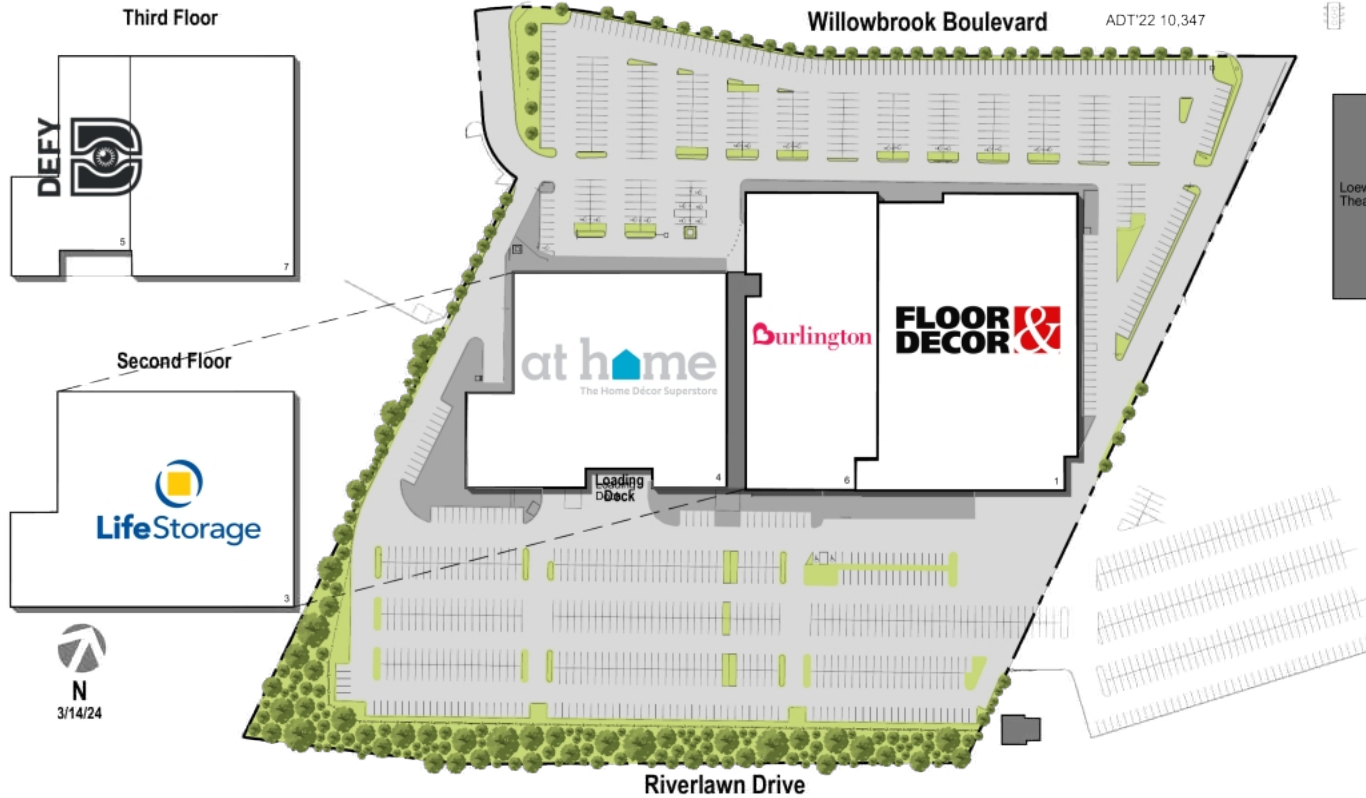 Third Floor
Willowbrook Boulevard
ADT'22 10,347
DEFY
5
7
Second Floor
LifeStorage
3
N
3/14/24
at home
The Home Décor Superstore
4
Loading
Dock
Burlington
6
FLOOR &
DECOR
1
Riverlawn Drive